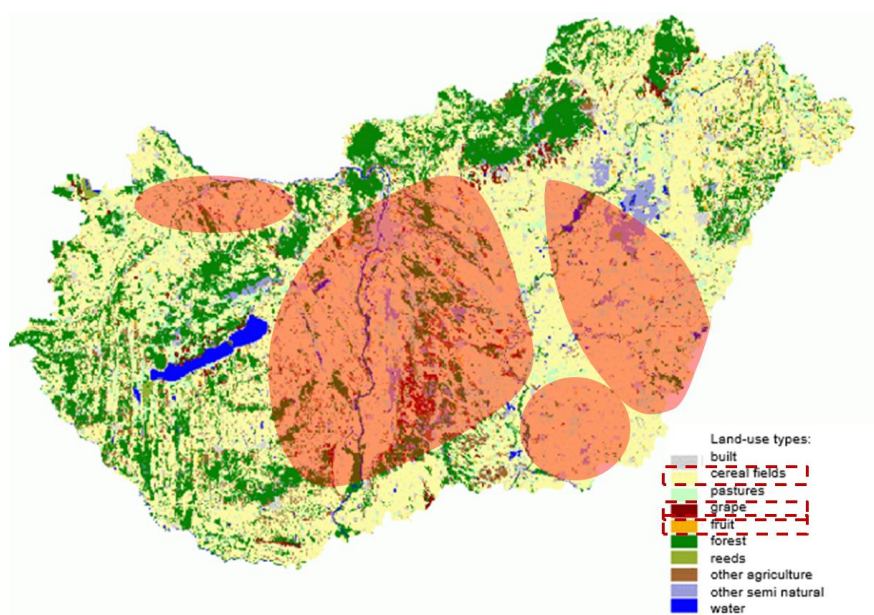 Land-use types:
built
cereal fields
pastures
grape
fruit
forest
reeds
other agriculture
other semi natural
water